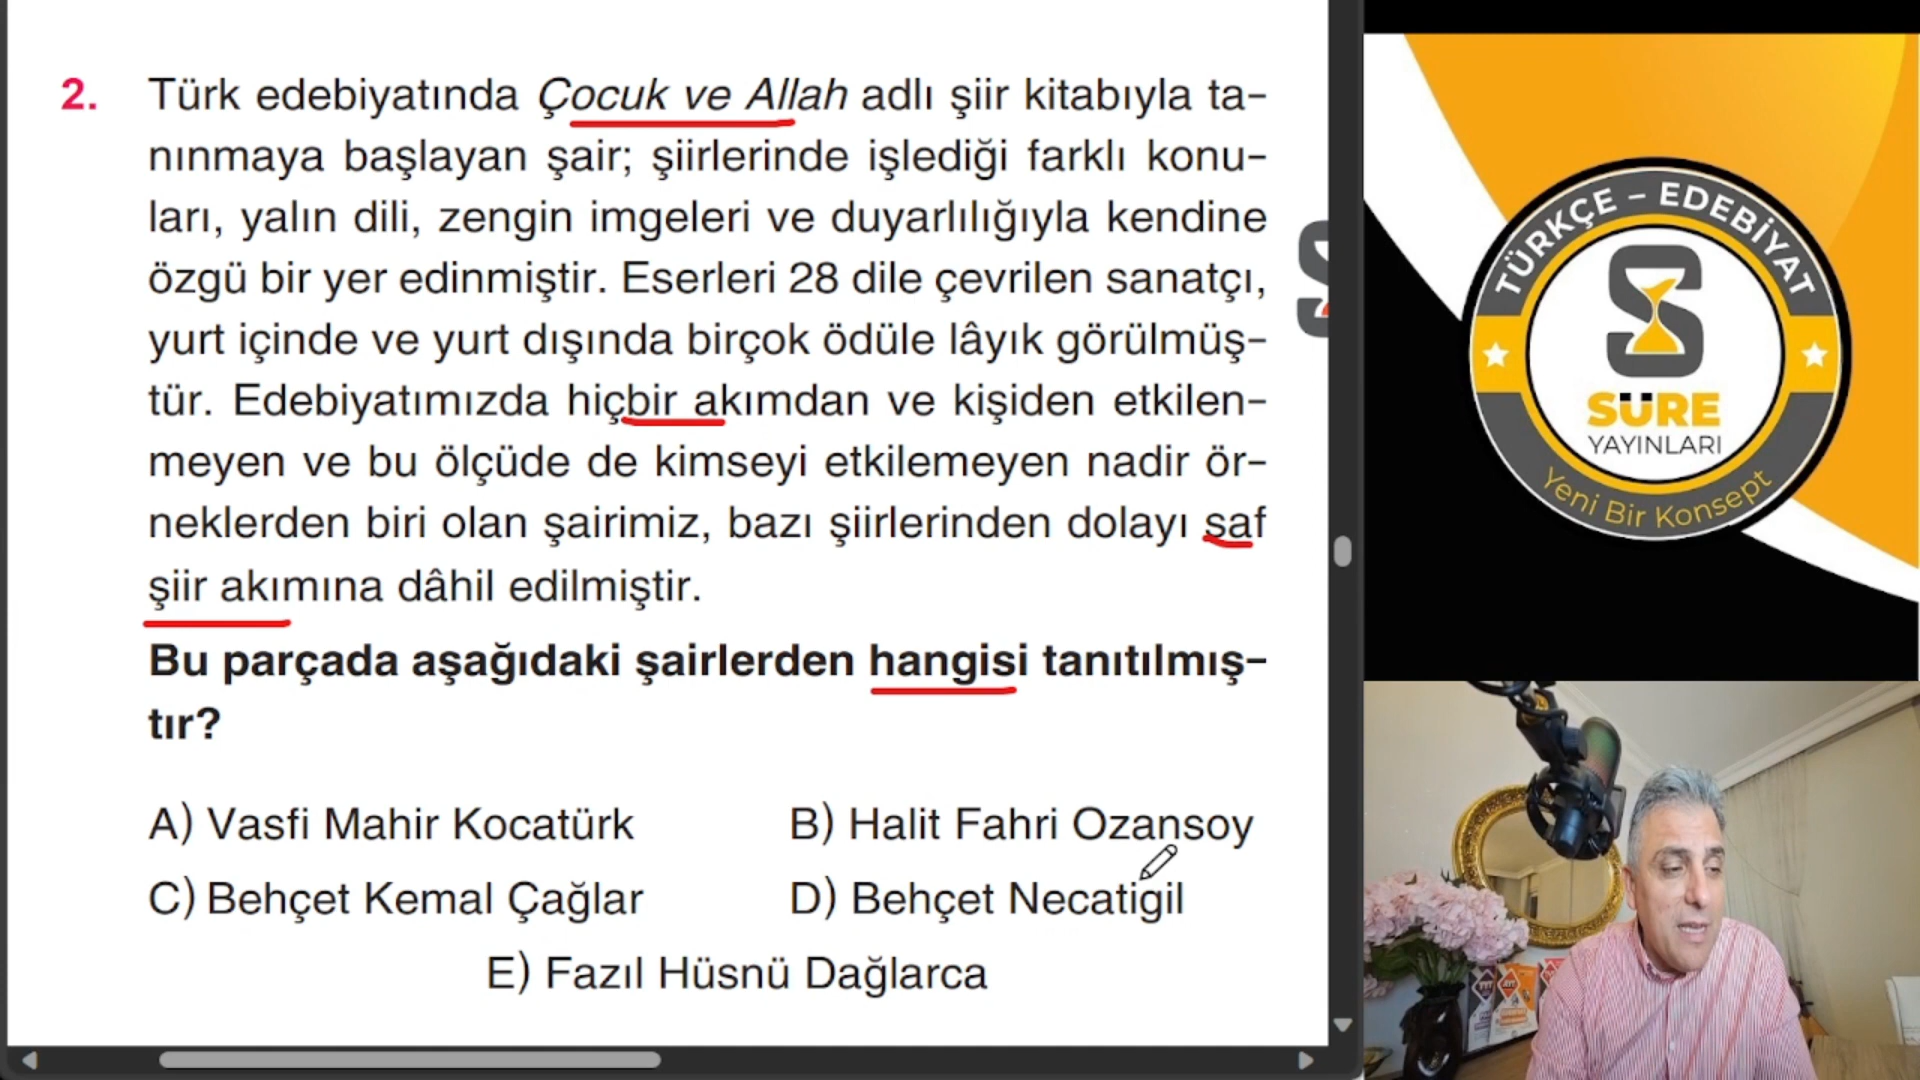 2. Türk edebiyatında Çocuk ve Allah adlı şiir kitabıyla ta-
nınmaya başlayan şair; şiirlerinde işlediği farklı konu-
ları, yalın dili, zengin imgeleri ve duyarlılığıyla kendine
özgü bir yer edinmiştir. Eserleri 28 dile çevrilen sanatçı,
yurt içinde ve yurt dışında birçok ödüle lâyık görülmüş-
tür. Edebiyatımızda hiçbir akımdan ve kişiden etkilen-
meyen ve bu ölçüde de kimseyi etkilemeyen nadir ör-
neklerden biri olan şairimiz, bazı şiirlerinden dolayı saf
şiir akımına dâhil edilmiştir.
Bu parçada aşağıdaki şairlerden hangisi tanıtılmış-
tır?
A) Vasfi Mahir Kocatürk B) Halit Fahri Ozansoy
C) Behçet Kemal Çağlar D) Behçet Necatigil
E) Fazıl Hüsnü Dağlarca
TÜRKÇE – EDEBİYAT
S
SÜRE
YAYINLARI
Yeni Bir Konsept